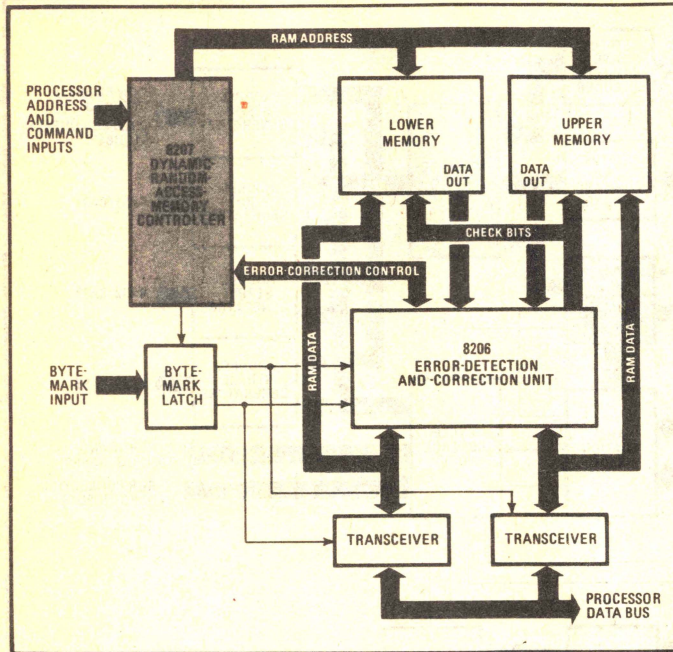 RAM ADDRESS
PROCESSOR
ADDRESS
AND
COMMAND
INPUTS
8207
DYNAMIC-
RANDOM-
ACCESS-
MEMORY
CONTROLLER
LOWER
MEMORY
DATA
OUT
UPPER
MEMORY
DATA
OUT
CHECK BITS
ERROR-CORRECTION CONTROL
RAM DATA
8206
ERROR-DETECTION
AND -CORRECTION UNIT
RAM DATA
BYTE-
MARK
INPUT
BYTE-
MARK
LATCH
TRANSCEIVER
TRANSCEIVER
PROCESSOR
DATA BUS